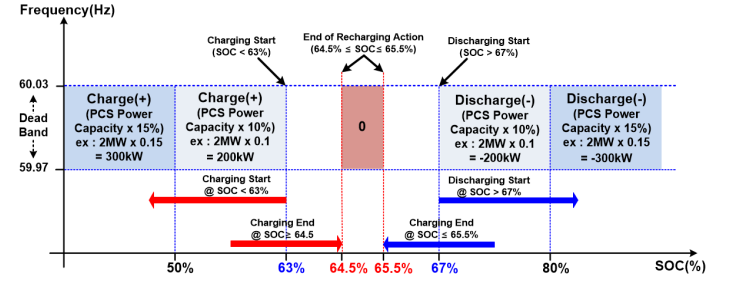 Frequency(Hz)
Charging Start
(SOC < 63%)
End of Recharging Action
(64.5% ≤ SOC≤ 65.5%)
Discharging Start
(SOC > 67%)
60.03
Dead
Band
59.97
Charge(+)
(PCS Power
Capacity x 15%)
ex : 2MW x 0.15
= 300kW
Charge(+)
(PCS Power
Capacity x 10%)
ex : 2MW x 0.1
= 200kW
0
Discharge(-)
(PCS Power
Capacity x 10%)
ex : 2MW x 0.1
= -200kW
Discharge(-)
(PCS Power
Capacity x 15%)
ex : 2MW x 0.15
= -300kW
Charging Start
@ SOC < 63%
Discharging Start
@ SOC > 67%
Charging End
@ SOC ≥ 64.5
Charging End
@ SOC ≤ 65.5%
50%
63%
64.5%
65.5%
67%
80%
SOC(%)